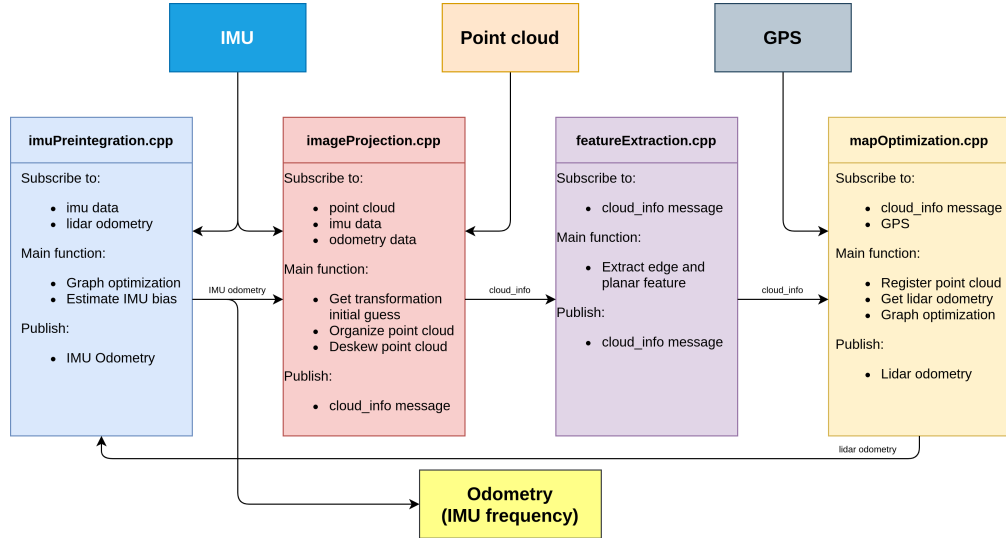 IMU
Point cloud
GPS
imuPreintegration.cpp
Subscribe to:
imu data
lidar odometry
Main function:
Graph optimization
Estimate IMU bias
Publish:
IMU Odometry
IMU odometry
imageProjection.cpp
Subscribe to:
point cloud
imu data
odometry data
Main function:
Get transformation
initial guess
Organize point cloud
Deskew point cloud
Publish:
cloud_info message
cloud_info
featureExtraction.cpp
Subscribe to:
cloud_info message
Main function:
Extract edge and
planar feature
Publish:
cloud_info message
cloud_info
mapOptimization.cpp
Subscribe to:
cloud_info message
GPS
Main function:
Register point cloud
Get lidar odometry
Graph optimization
Publish:
Lidar odometry
lidar odometry
Odometry
(IMU frequency)